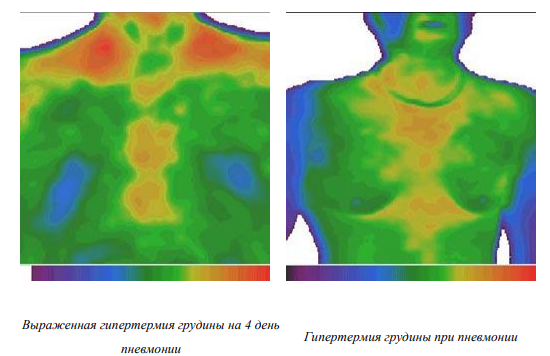 Выраженная гипертермия грудины на 4 день
пневмонии
Гипертермия грудины при пневмонии